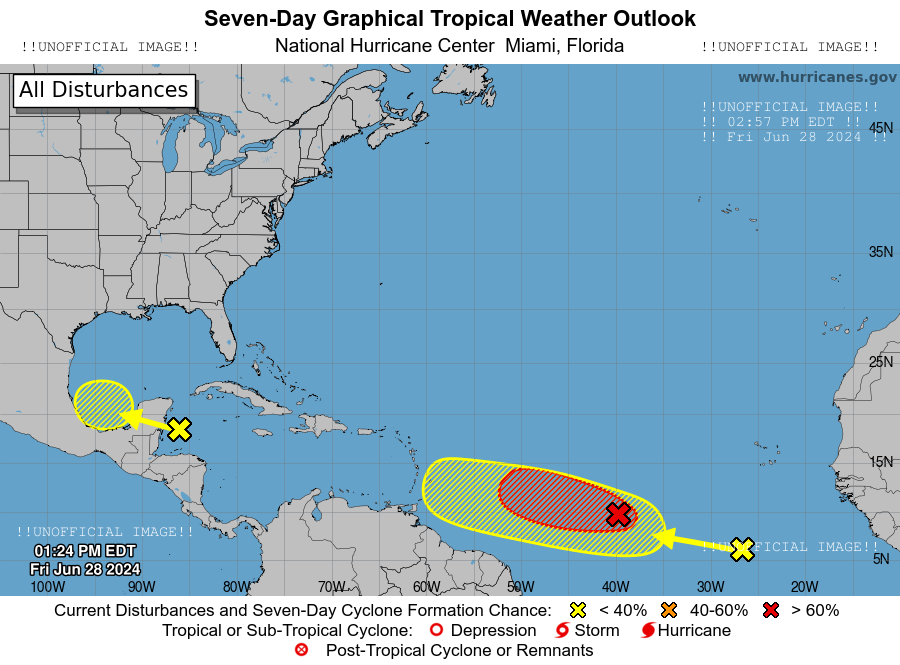 Seven-Day Graphical Tropical Weather Outlook
!!UNOFFICIAL IMAGE!! National Hurricane Center Miami, Florida !!UNOFFICIAL IMAGE!!
All Disturbances
www.hurricanes.gov
!!UNOFFICIAL IMAGE!!
!! 02:57 PM EDT !!
!! Fri Jun 28 2024 !!
45N
35N
25N
15N
!!UNOFFICIAL IMAGE!!
!!UNOFFICIAL IMAGE!!
01:24 PM EDT
5N
Fri Jun 28 2024
100W 90W 80W 70W 60W 50W 40W 30W 20W
Current Disturbances and Seven-Day Cyclone Formation Chance: < 40% 40-60% > 60%
Tropical or Sub-Tropical Cyclone: Depression Storm Hurricane
Post-Tropical Cyclone or Remnants